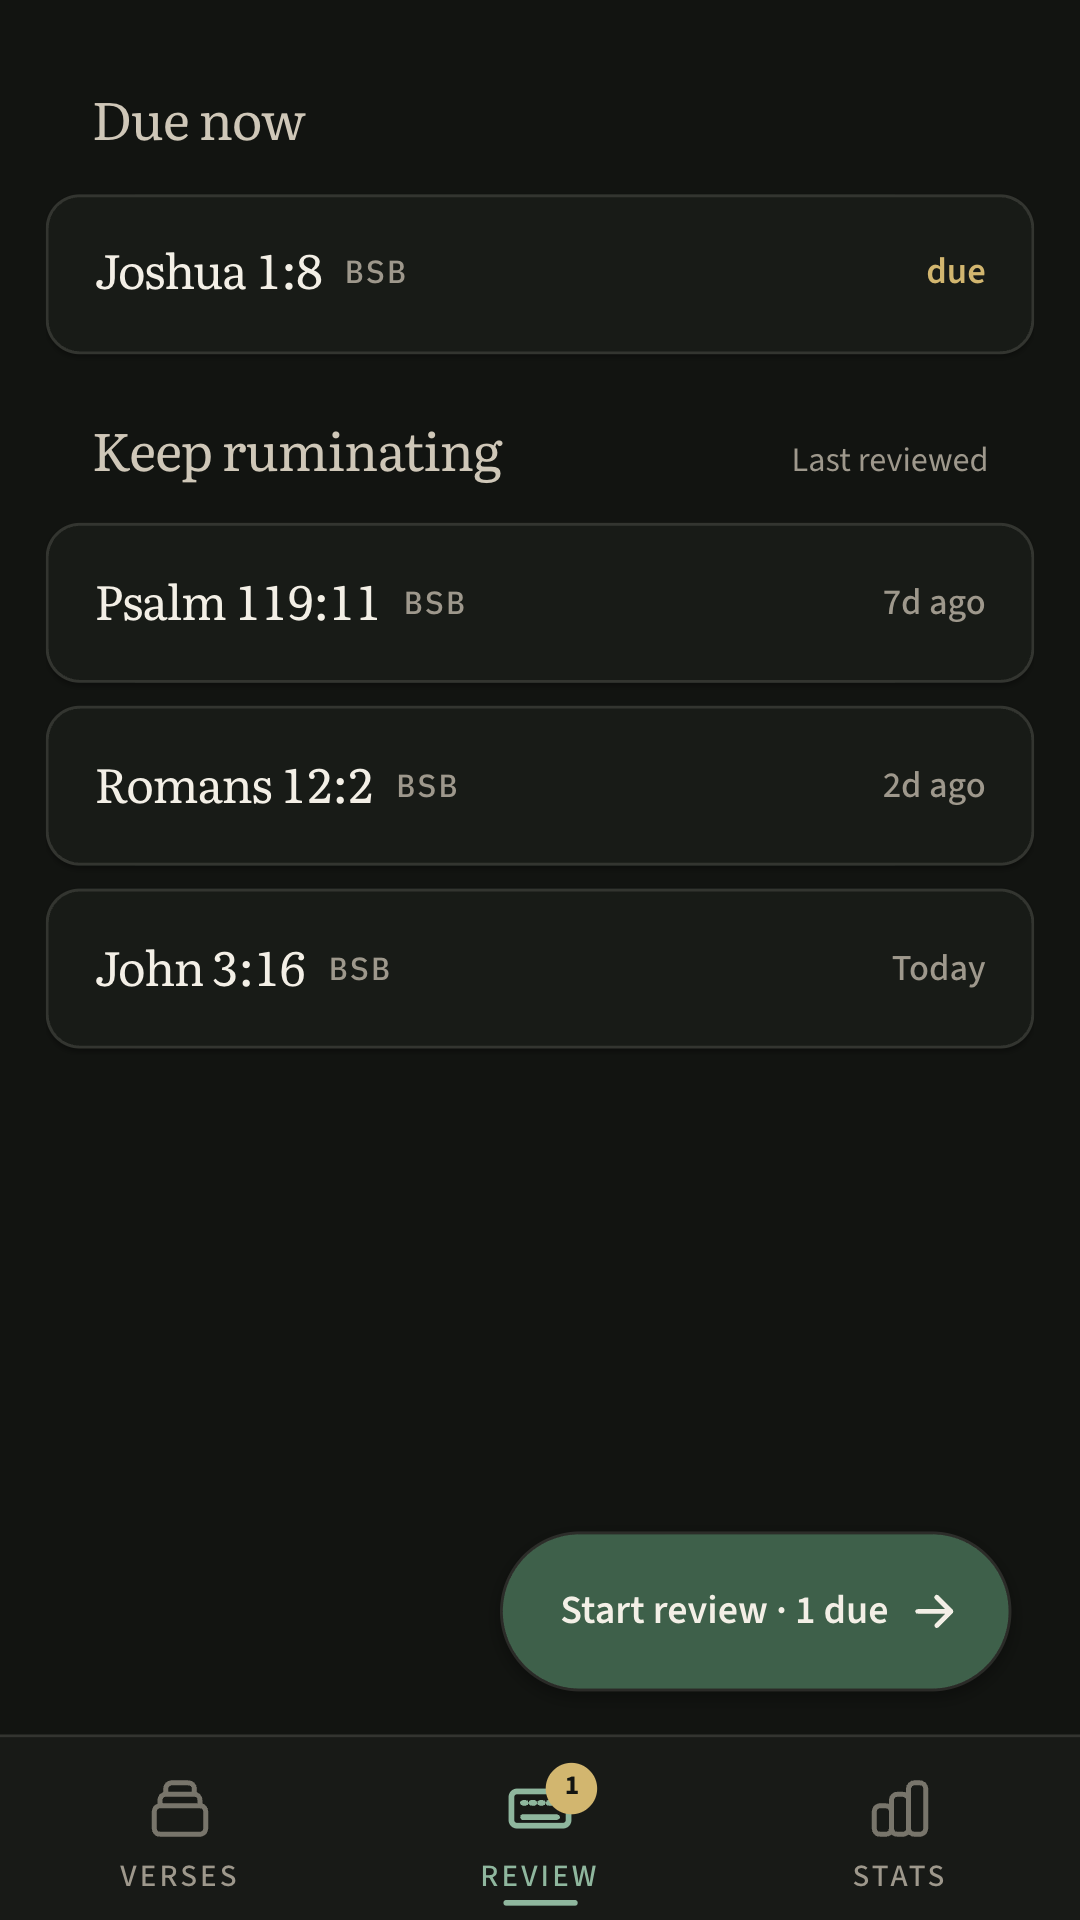 Due now
Joshua 1:8 BSB due
Keep ruminating Last reviewed
Psalm 119:11 BSB 7d ago
Romans 12:2 BSB 2d ago
John 3:16 BSB Today
Start review · 1 due
1
VERSES REVIEW STATS